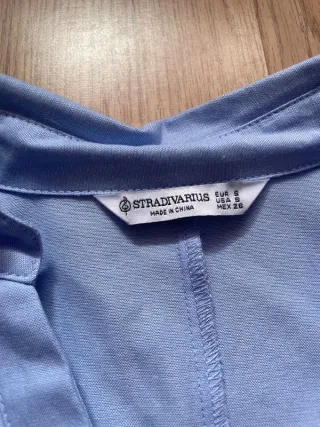 STRADIVARIUS
MADE IN CHINA
EUR S
USA S
MEX 26